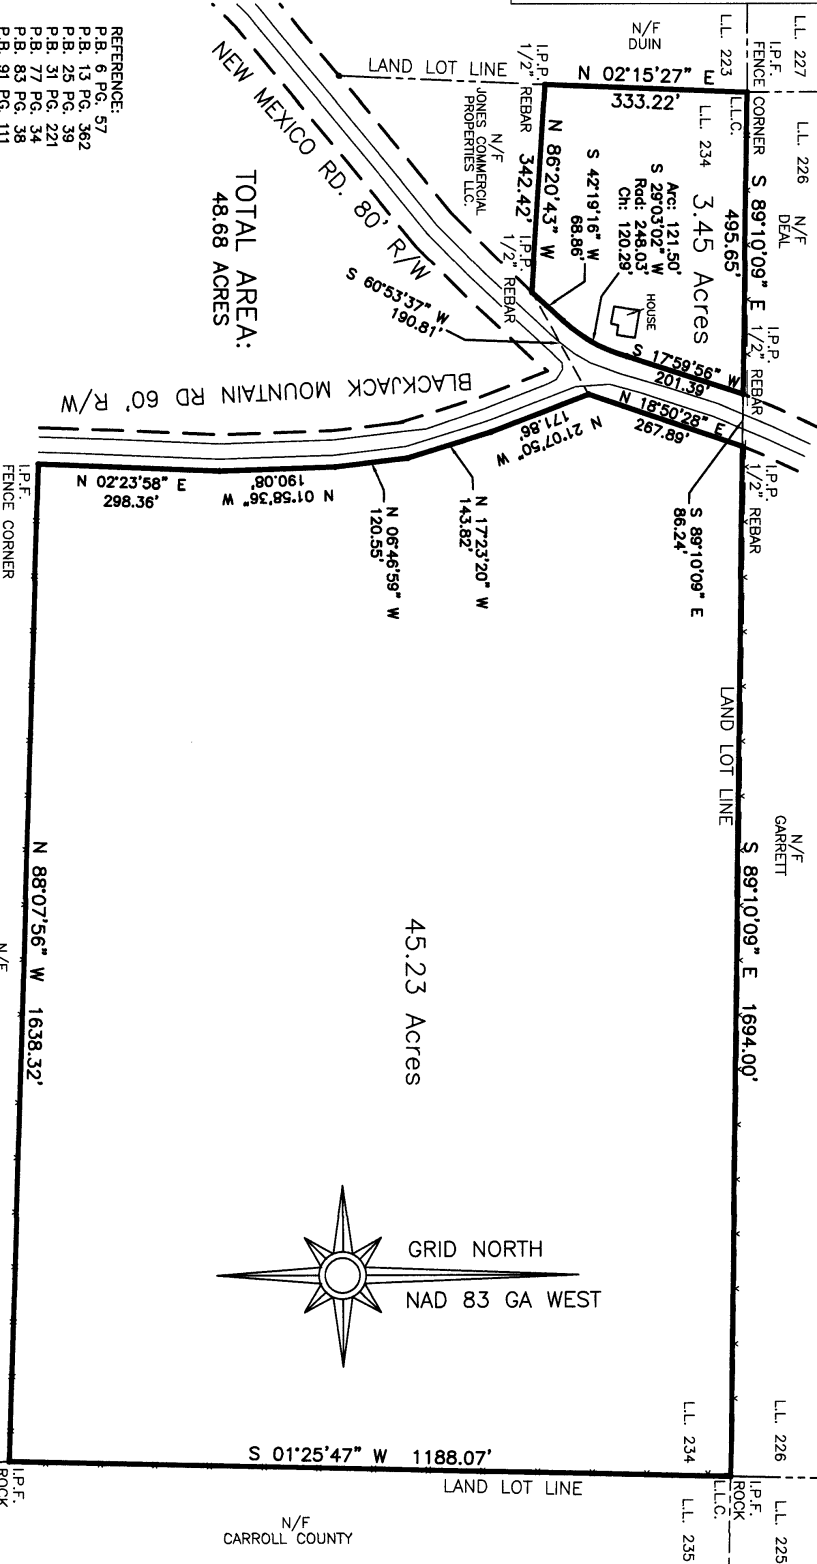 L.L. 227
I.P.F.
FENCE CORNER
L.L. 226
N/F
DEAL
S 89°10'09" E
495.65'
I.P.P.
1/2" REBAR
I.P.P.
1/2" REBAR
N/F
GARRETT
LAND LOT LINE
S 89°10'09" E 1694.00'
L.L. 226
L.L. 225
I.P.F.
ROCK
L.L.C.
L.L. 234
L.L. 235
L.L. 223
L.L.C.
N/F
DUIN
N 02°15'27" E
333.22'
L.L. 234
3.45 Acres
HOUSE
Arc: 121.50'
S 29°03'02" W
Rad: 248.03'
Ch: 120.29'
S 42°19'16" W
68.86'
S 17°59'56" W
201.39'
N 18°50'28" E
267.89'
S 89°10'09" E
86.24'
I.P.P.
1/2" REBAR
N 86°20'43" W
342.42'
I.P.P.
1/2" REBAR
N/F
JONES COMMERCIAL
PROPERTIES LLC.
LAND LOT LINE
S 60°53'37" W
190.81'
N 21°07'50" W
171.86'
N 17°23'20" W
143.82'
N 06°46'59" W
120.55'
N 01°58'36" W
190.08'
N 02°23'58" E
298.36'
NEW MEXICO RD. 80' R/W
BLACKJACK MOUNTAIN RD 60' R/W
TOTAL AREA:
48.68 ACRES
45.23 Acres
GRID NORTH
NAD 83 GA WEST
S 01°25'47" W 1188.07'
LAND LOT LINE
N/F
CARROLL COUNTY
I.P.F.
FENCE CORNER
N 88°07'56" W 1638.32'
N/F
I.P.F.
ROCK
REFERENCE:
P.B. 6 PG. 57
P.B. 13 PG. 362
P.B. 25 PG. 39
P.B. 31 PG. 221
P.B. 77 PG. 34
P.B. 83 PG. 38
P.B. 91 PG. 111